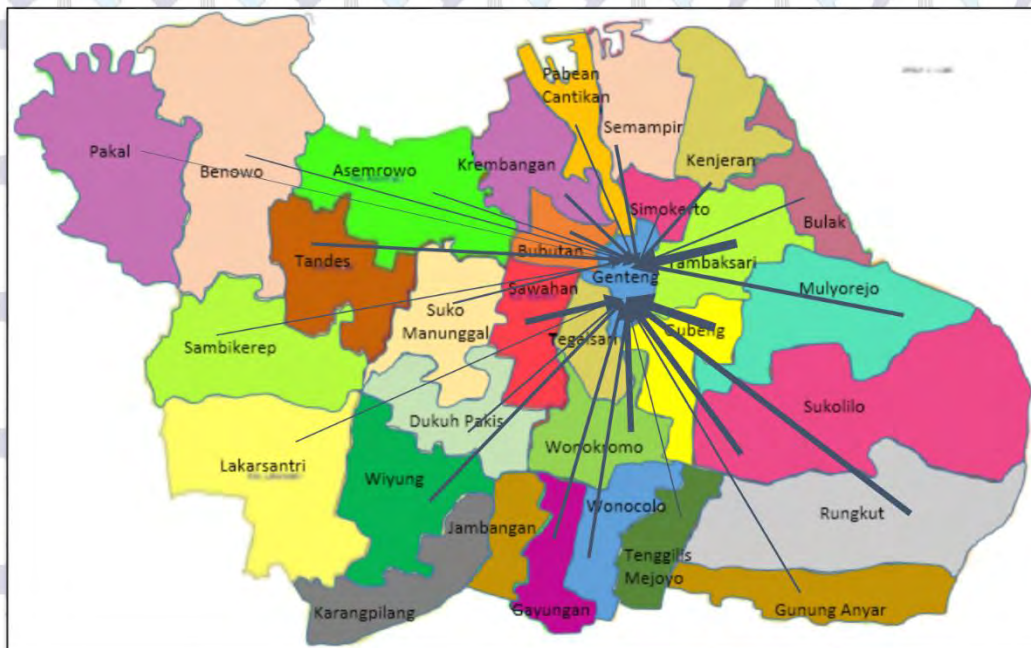 Pabean
Cantikan
Semampir
Pakal
Benowo
Asemrowo
Krembangan
Kenjeran
Simokerto
Bulak
Bubutan
Tandes
Genteng
Tambaksari
Sawahan
Mulyorejo
Suko
Manunggal
Tegalsari
Gubeng
Sambikerep
Dukuh Pakis
Sukolilo
Wonokromo
Lakarsantri
Wiyung
Jambangan
Wonocolo
Rungkut
Tenggilis
Mejoyo
Karangpilang
Gayungan
Gunung Anyar